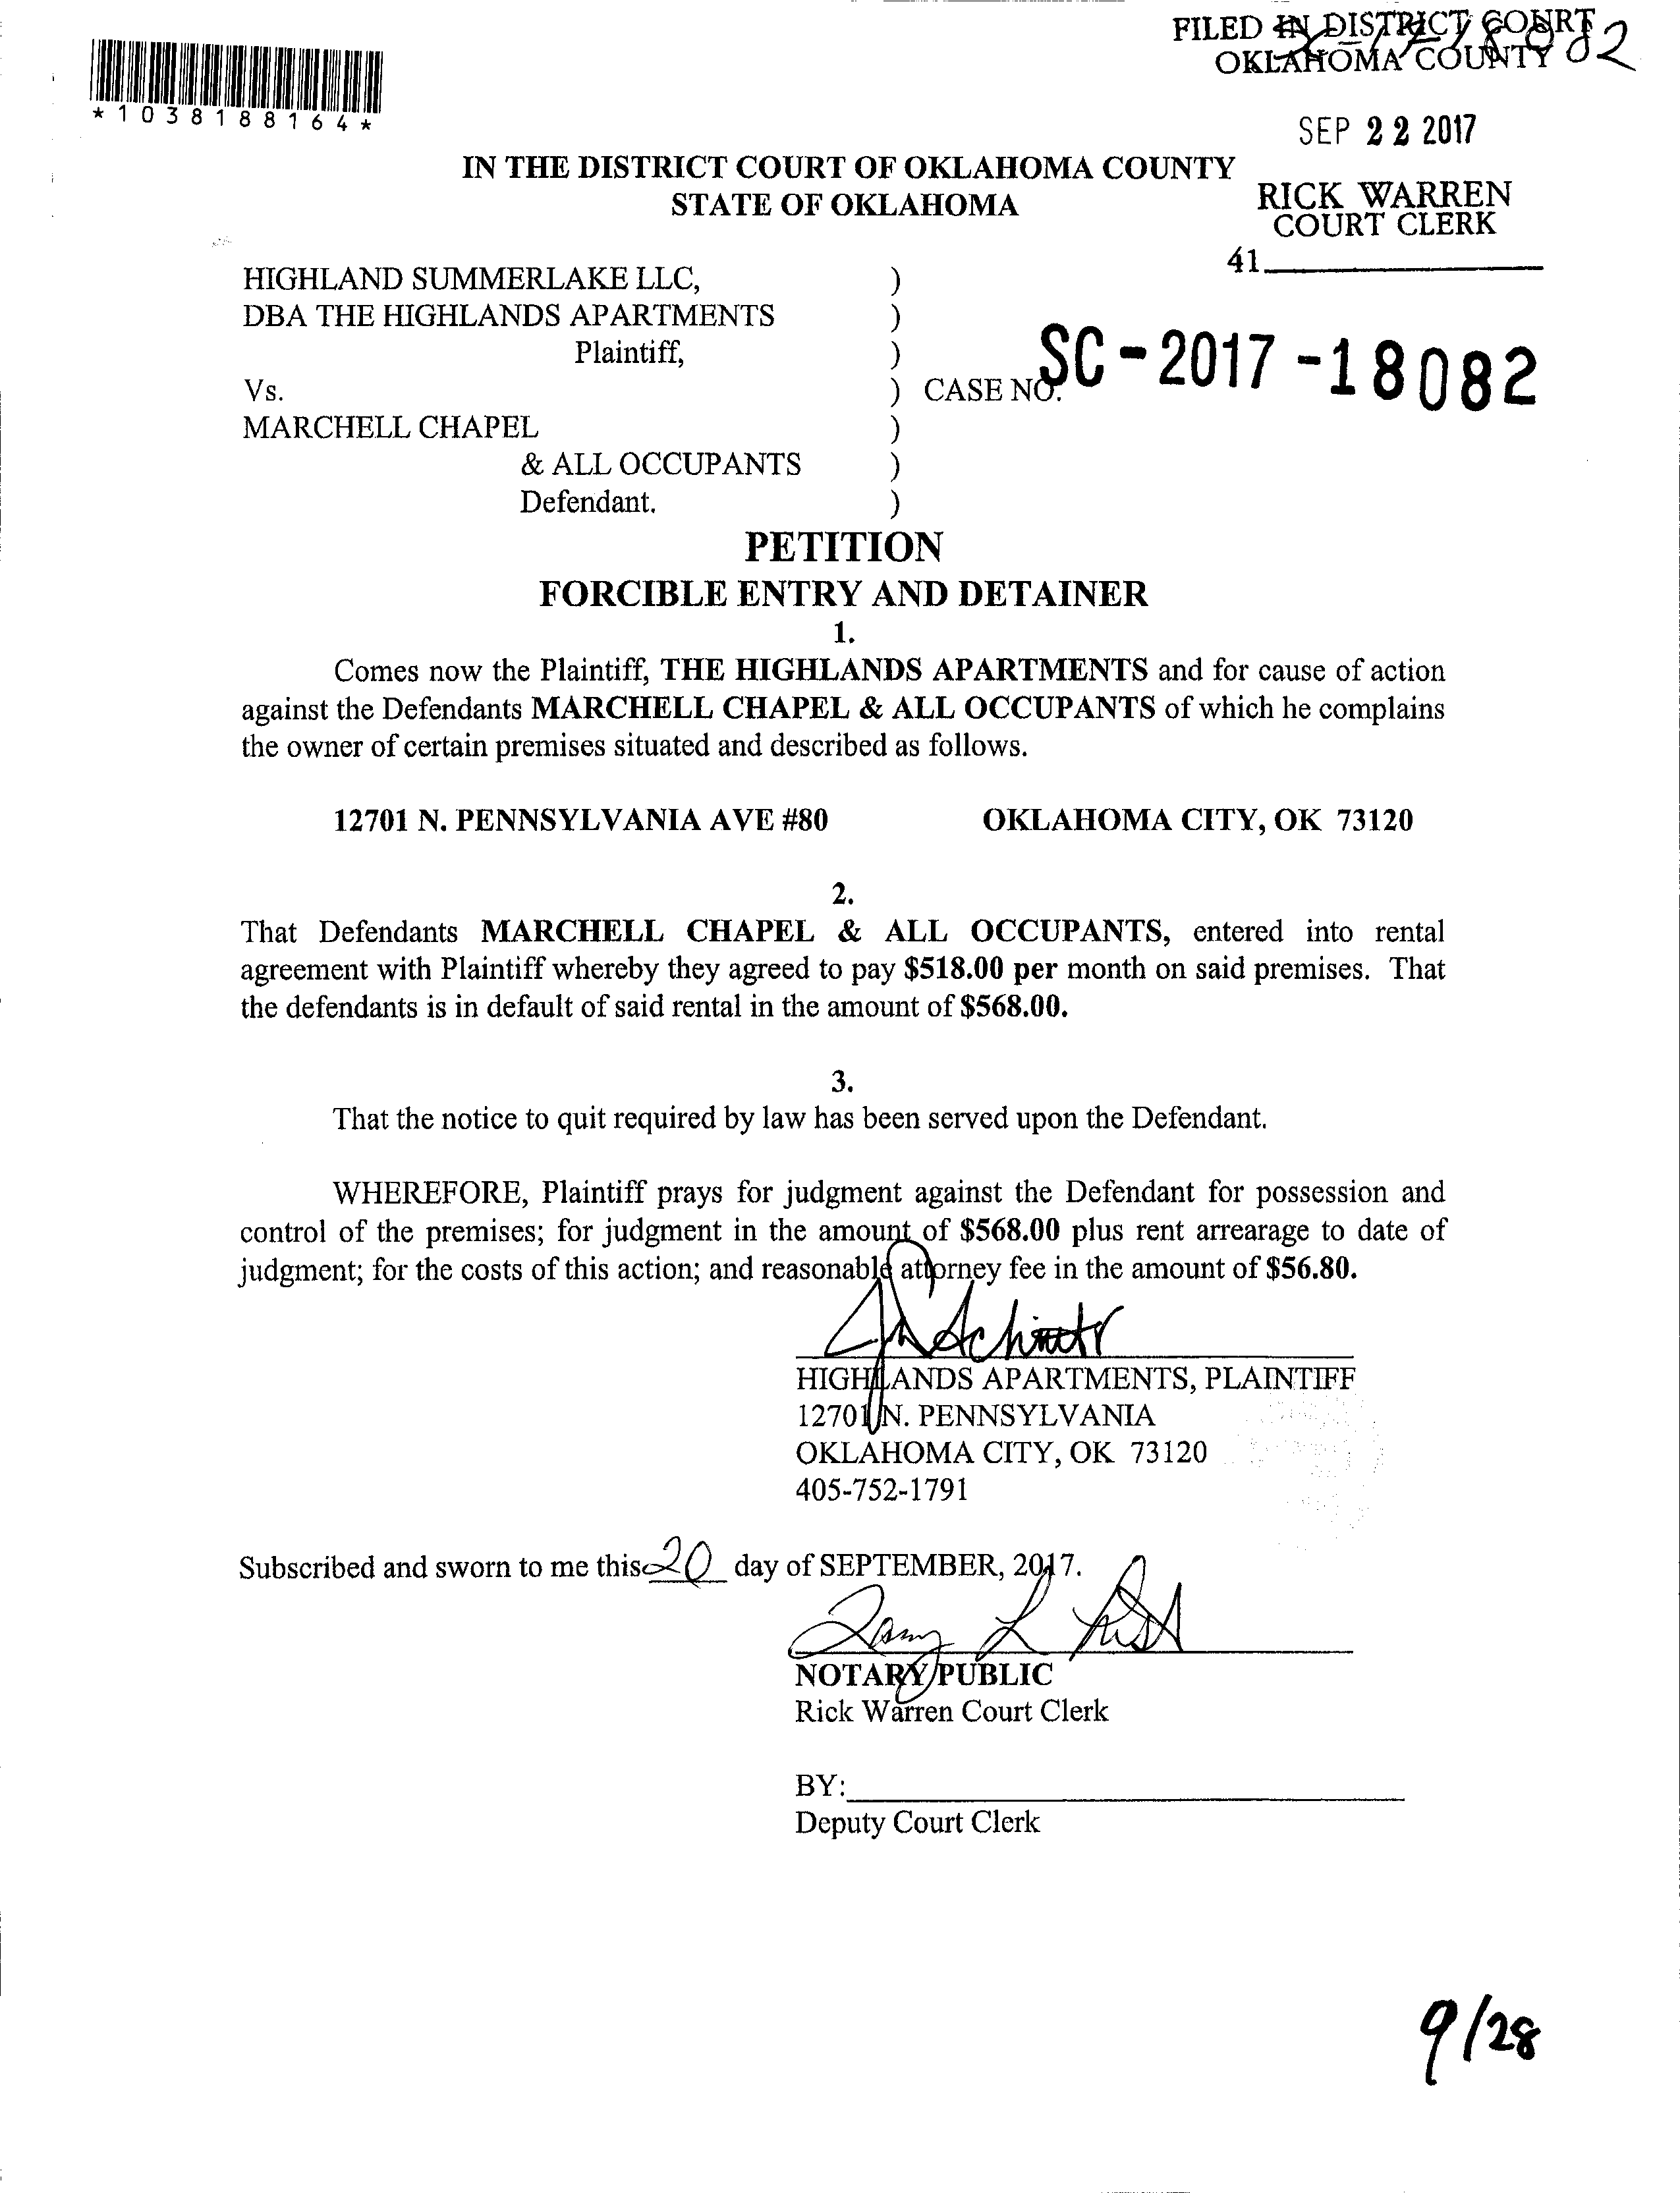 FILED IN DISTRICT COURT
OKLAHOMA COUNTY
*1038188164*
SEP 22 2017
IN THE DISTRICT COURT OF OKLAHOMA COUNTY
STATE OF OKLAHOMA
RICK WARREN
COURT CLERK
41
HIGHLAND SUMMERLAKE LLC, )
DBA THE HIGHLANDS APARTMENTS )
Plaintiff, )
Vs. ) CASE NO. SC-2017-18082
MARCHELL CHAPEL )
& ALL OCCUPANTS )
Defendant. )
PETITION
FORCIBLE ENTRY AND DETAINER
1.
Comes now the Plaintiff, THE HIGHLANDS APARTMENTS and for cause of action
against the Defendants MARCHELL CHAPEL & ALL OCCUPANTS of which he complains
the owner of certain premises situated and described as follows.
12701 N. PENNSYLVANIA AVE #80 OKLAHOMA CITY, OK 73120
2.
That Defendants MARCHELL CHAPEL & ALL OCCUPANTS, entered into rental
agreement with Plaintiff whereby they agreed to pay $518.00 per month on said premises. That
the defendants is in default of said rental in the amount of $568.00.
3.
That the notice to quit required by law has been served upon the Defendant.
WHEREFORE, Plaintiff prays for judgment against the Defendant for possession and
control of the premises; for judgment in the amount of $568.00 plus rent arrearage to date of
judgment; for the costs of this action; and reasonable attorney fee in the amount of $56.80.
HIGHLANDS APARTMENTS, PLAINTIFF
12701 N. PENNSYLVANIA
OKLAHOMA CITY, OK 73120
405-752-1791
Subscribed and sworn to me this 20 day of SEPTEMBER, 2017.
NOTARY PUBLIC
Rick Warren Court Clerk
BY:
Deputy Court Clerk
9/28